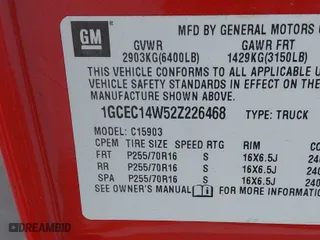 GM
MFD BY GENERAL MOTORS
GVWR GAWR FRT
2903KG(6400LB) 1429KG(3150LB)
THIS VEHICLE CONFORMS TO ALL APPLICABLE
VEHICLE SAFETY STANDARDS IN EFFECT ON
MANUFACTURE SHOWN ABOVE.
1GCEC14W52Z226468 TYPE: TRUCK
MODEL: C15903
CPM TIRE SIZE SPEED RTG RIM COL
FRT P255/70R16 S 16X6.5J 240
RR P255/70R16 S 16X6.5J
SPA P255/70R16 S 16X6.5J
SEE OWNER'S MANUAL FOR MORE INFORMATION
DREAMBID